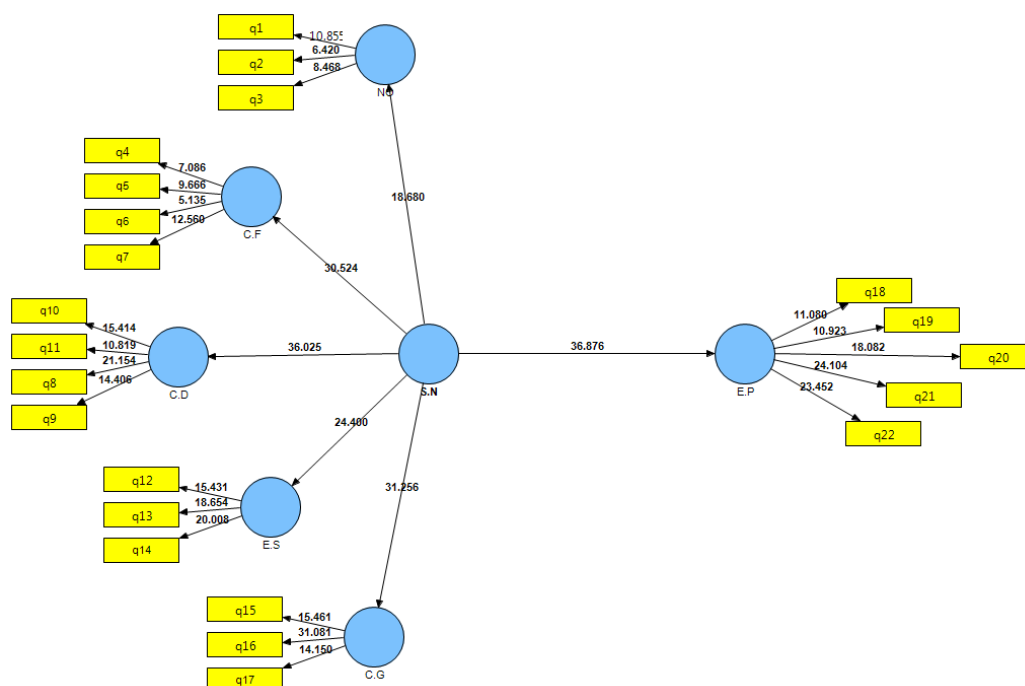 q1
10.855
q2
6.420
q3
8.468
NO
q4
7.086
q5
9.666
q6
5.135
q7
12.560
C.F
18.680
30.524
q10
15.414
q11
10.819
q8
21.154
q9
14.406
C.D
36.025
S.N
36.876
E.P
q18
11.080
q19
10.923
q20
18.082
q21
24.104
q22
23.452
24.400
31.256
q12
15.431
q13
18.654
q14
20.008
E.S
q15
15.461
q16
31.081
q17
14.150
C.G